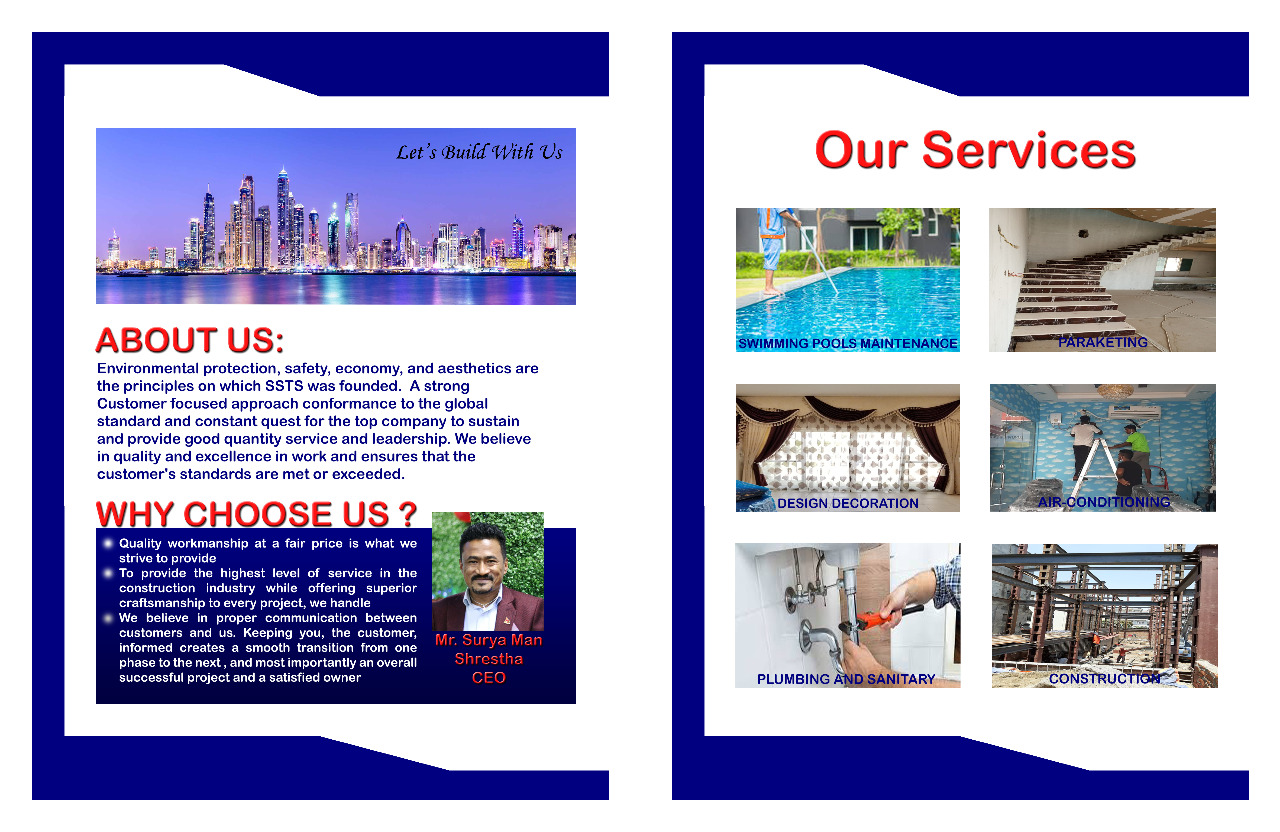 Let's Build With Us
ABOUT US:
Environmental protection, safety, economy, and aesthetics are
the principles on which SSTS was founded. A strong
Customer focused approach conformance to the global
standard and constant quest for the top company to sustain
and provide good quantity service and leadership. We believe
in quality and excellence in work and ensures that the
customer's standards are met or exceeded.
WHY CHOOSE US ?
Quality workmanship at a fair price is what we
strive to provide
To provide the highest level of service in the
construction industry while offering superior
craftsmanship to every project, we handle
We believe in proper communication between
customers and us. Keeping you, the customer,
informed creates a smooth transition from one
phase to the next , and most importantly an overall
successful project and a satisfied owner
Mr. Surya Man
Shrestha
CEO
Our Services
SWIMMING POOLS MAINTENANCE
PARAKETING
DESIGN DECORATION
AIR-CONDITIONING
PLUMBING AND SANITARY
CONSTRUCTION